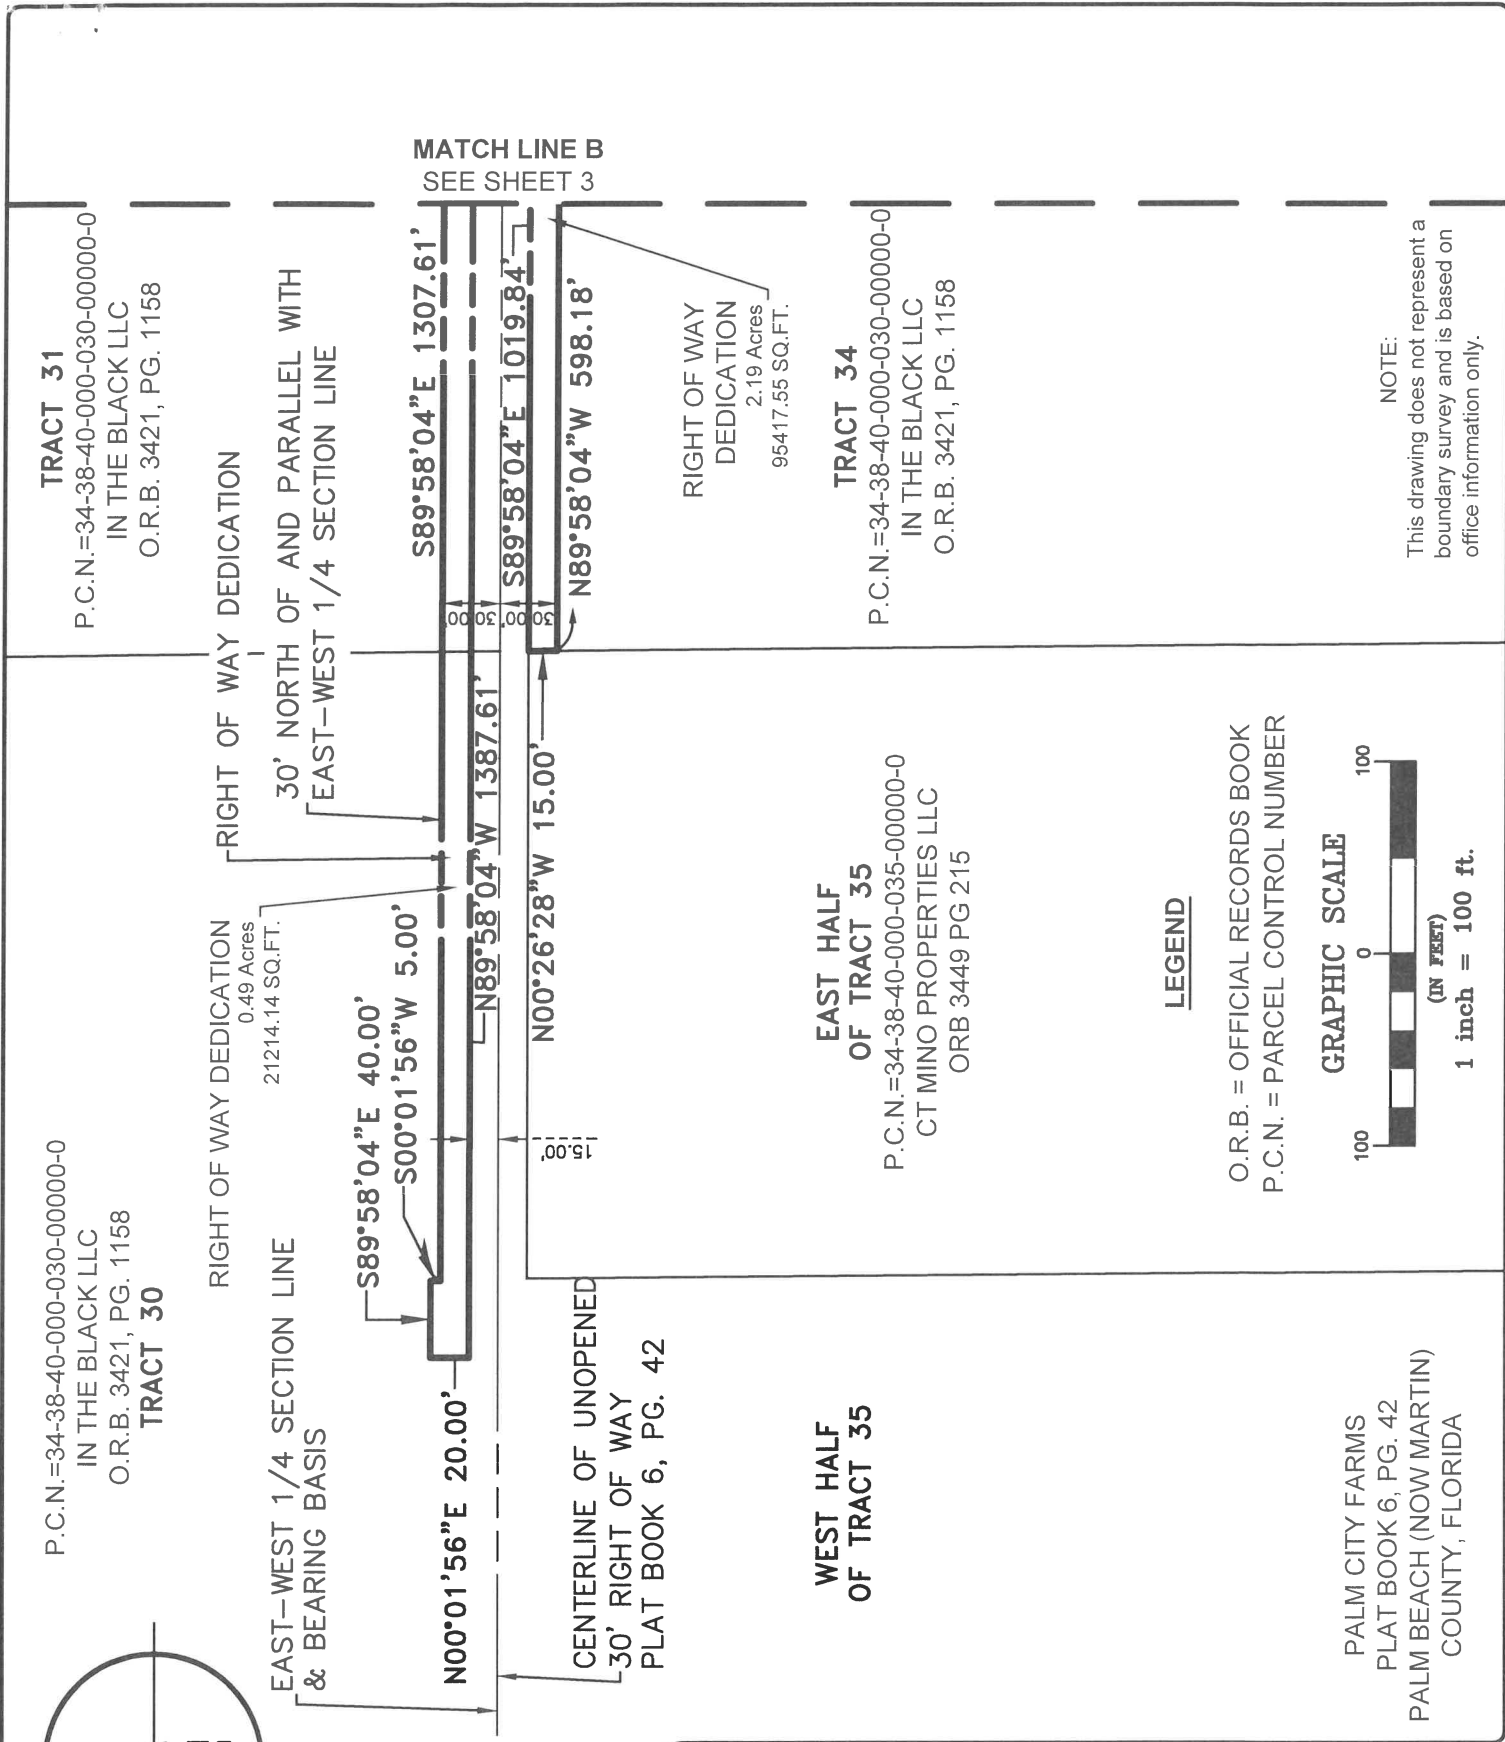 MATCH LINE B
SEE SHEET 3
P.C.N.=34-38-40-000-030-00000-0
IN THE BLACK LLC
O.R.B. 3421, PG. 1158
TRACT 30
TRACT 31
P.C.N.=34-38-40-000-030-00000-0
IN THE BLACK LLC
O.R.B. 3421, PG. 1158
RIGHT OF WAY DEDICATION
30' NORTH OF AND PARALLEL WITH
EAST-WEST 1/4 SECTION LINE
RIGHT OF WAY DEDICATION
0.49 Acres
21214.14 SQ.FT.
EAST-WEST 1/4 SECTION LINE
& BEARING BASIS
S89°58'04"E 40.00'
S00°01'56"W 5.00'
S89°58'04"E 1307.61'
N00°01'56"E 20.00'
N89°58'04"W 1387.61'
S89°58'04"E 1019.84'
30.00'
30.00'
15.00'
N00°26'28"W 15.00'
N89°58'04"W 598.18'
CENTERLINE OF UNOPENED
30' RIGHT OF WAY
PLAT BOOK 6, PG. 42
RIGHT OF WAY
DEDICATION
2.19 Acres
95417.55 SQ.FT.
WEST HALF
OF TRACT 35
EAST HALF
OF TRACT 35
P.C.N.=34-38-40-000-035-00000-0
CT MINO PROPERTIES LLC
ORB 3449 PG 215
TRACT 34
P.C.N.=34-38-40-000-030-00000-0
IN THE BLACK LLC
O.R.B. 3421, PG. 1158
LEGEND
O.R.B. = OFFICIAL RECORDS BOOK
P.C.N. = PARCEL CONTROL NUMBER
GRAPHIC SCALE
100 0 100
(IN FEET)
1 inch = 100 ft.
PALM CITY FARMS
PLAT BOOK 6, PG. 42
PALM BEACH (NOW MARTIN)
COUNTY, FLORIDA
NOTE:
This drawing does not represent a
boundary survey and is based on
office information only.